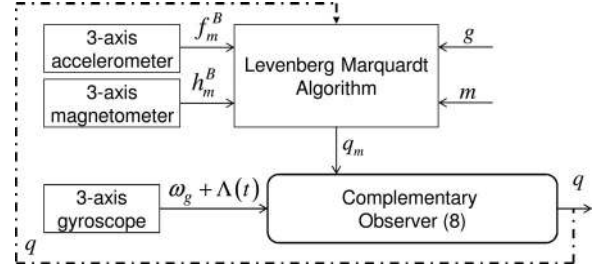 3-axis
accelerometer
f_m^B
Levenberg Marquardt
Algorithm
g
3-axis
magnetometer
h_m^B
m
q_m
3-axis
gyroscope
ω_g + Λ(t)
Complementary
Observer (8)
q
q